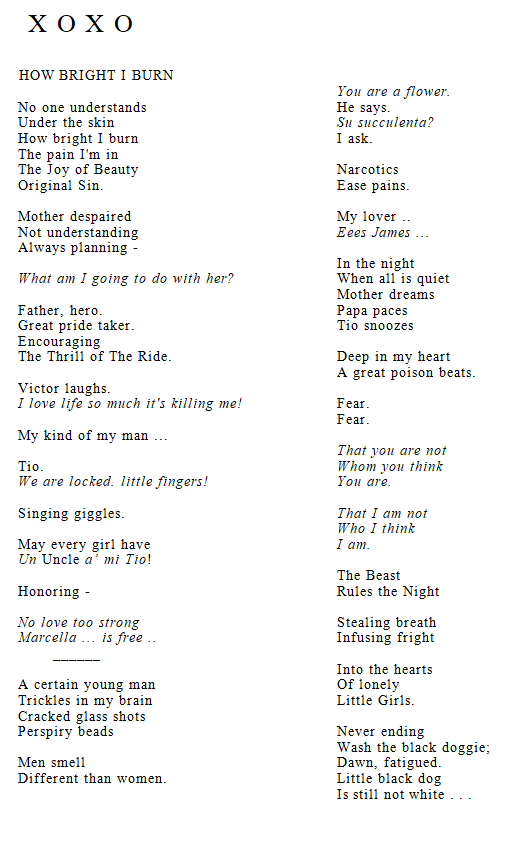 X O X O
HOW BRIGHT I BURN
No one understands
Under the skin
How bright I burn
The pain I'm in
The Joy of Beauty
Original Sin.
Mother despaired
Not understanding
Always planning -
What am I going to do with her?
Father, hero.
Great pride taker.
Encouraging
The Thrill of The Ride.
Victor laughs.
I love life so much it's killing me!
My kind of my man ...
Tio.
We are locked. little fingers!
Singing giggles.
May every girl have
Un Uncle a' mi Tio!
Honoring -
No love too strong
Marcella ... is free ..
______
A certain young man
Trickles in my brain
Cracked glass shots
Perspiry beads
Men smell
Different than women.
You are a flower.
He says.
Su succulenta?
I ask.
Narcotics
Ease pains.
My lover ..
Eees James ...
In the night
When all is quiet
Mother dreams
Papa paces
Tio snoozes
Deep in my heart
A great poison beats.
Fear.
Fear.
That you are not
Whom you think
You are.
That I am not
Who I think
I am.
The Beast
Rules the Night
Stealing breath
Infusing fright
Into the hearts
Of lonely
Little Girls.
Never ending
Wash the black doggie;
Dawn, fatigued.
Little black dog
Is still not white . . .